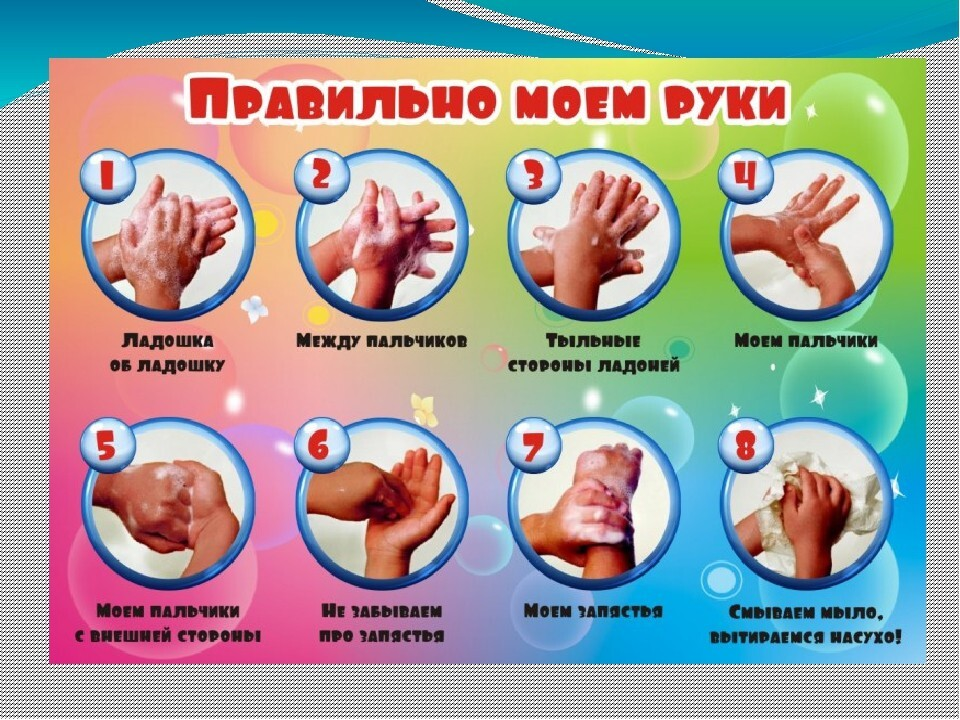 Правильно моем руки
1
2
3
4
Ладошка
об ладошку
Между пальчиков
Тыльные
стороны ладоней
Моем пальчики
5
6
7
8
Моем пальчики
с внешней стороны
Не забываем
про запястья
Моем запястья
Смываем мыло,
вытираемся насухо!